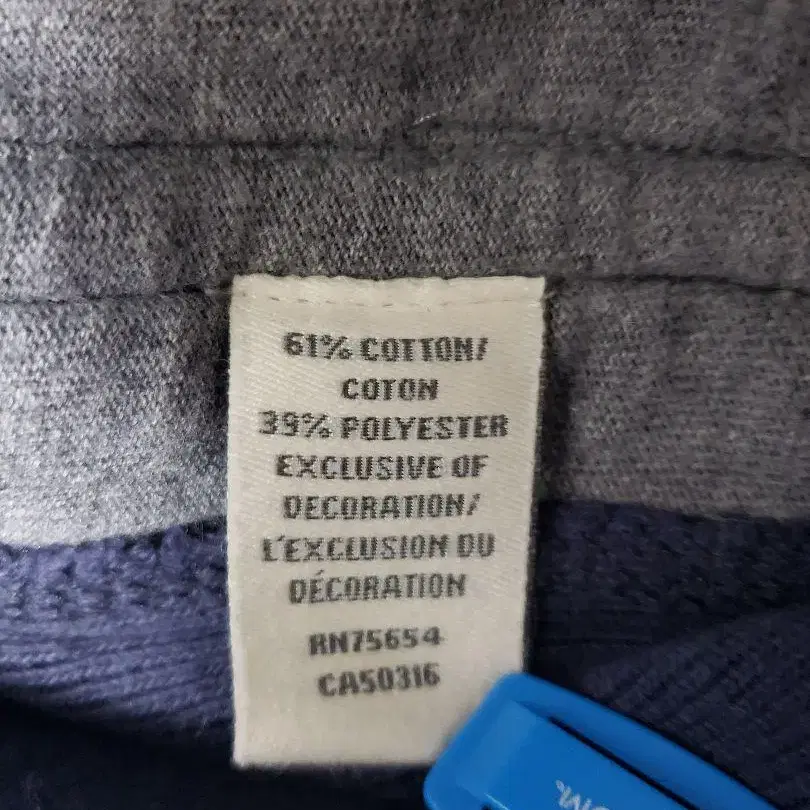 61% COTTON/
COTON
39% POLYESTER
EXCLUSIVE OF
DECORATION/
L'EXCLUSION DU
DÉCORATION
RN75654
CA50316